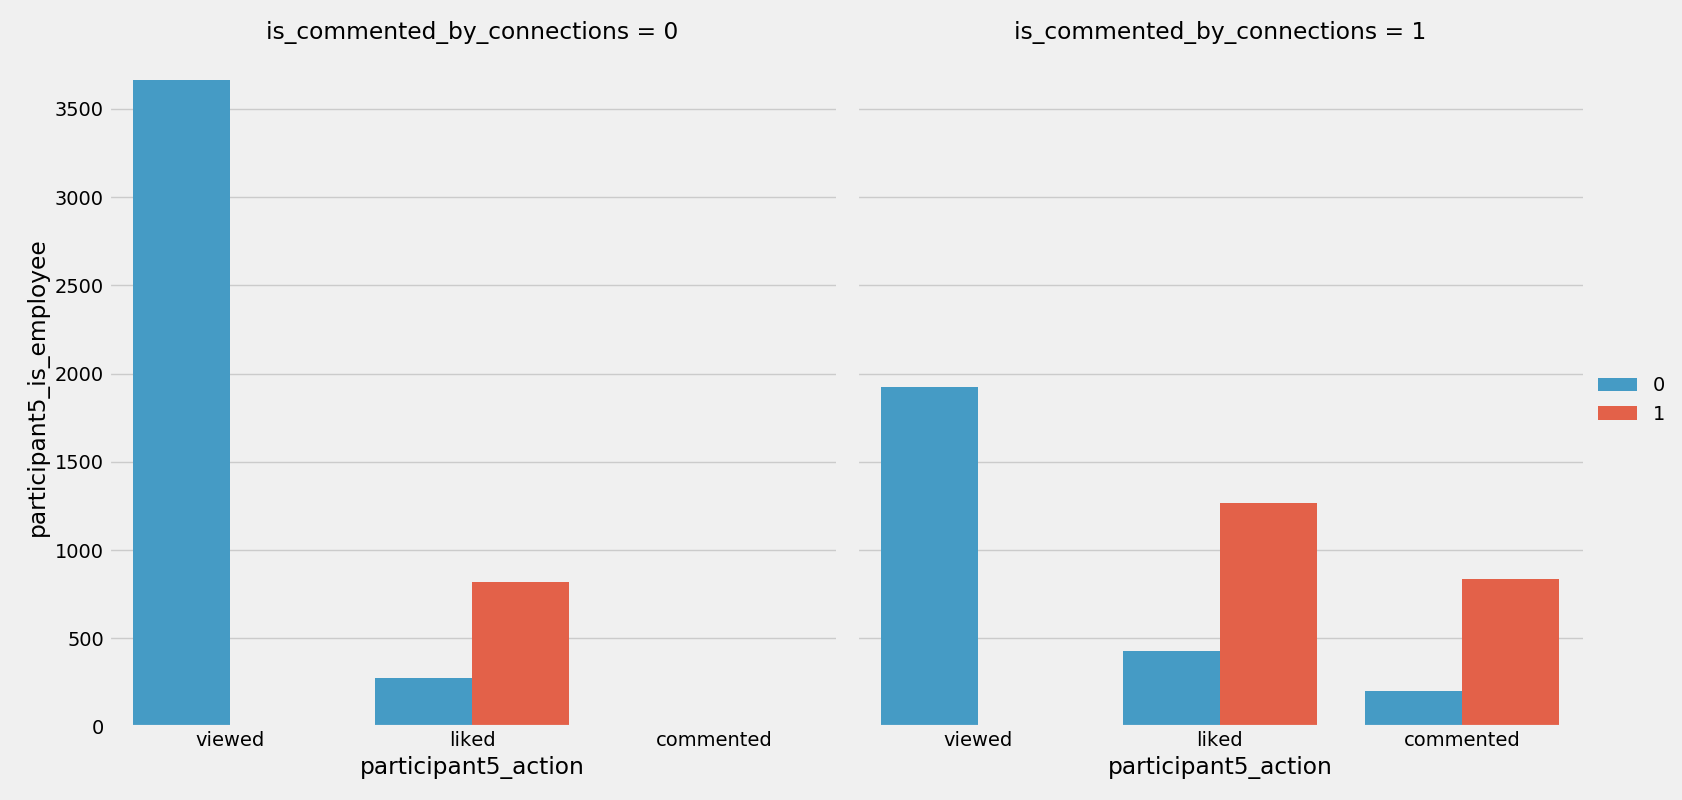 is_commented_by_connections = 0
is_commented_by_connections = 1
participant5_is_employee
3500
3000
2500
2000
1500
1000
500
0
viewed
liked
commented
participant5_action
viewed
liked
commented
participant5_action
0
1